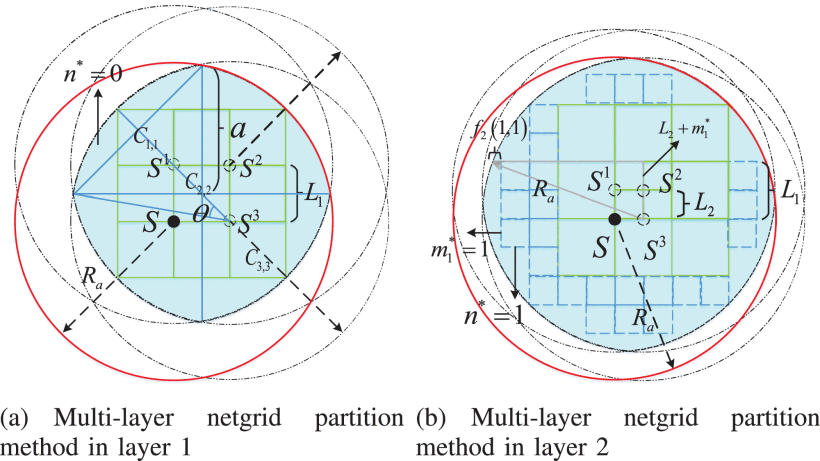 n* ≠ 0
C₁,₁
a
S¹
S²
C₂,₂
L₁
θ
S
S³
Rₐ
C₃,₃
f₂(1,1)
L₂ + m₁*
S¹
S²
L₁
Rₐ
L₂
S
S³
m₁* = 1
n* = 1
Rₐ
(a) Multi-layer netgrid partition
method in layer 1
(b) Multi-layer netgrid partition
method in layer 2